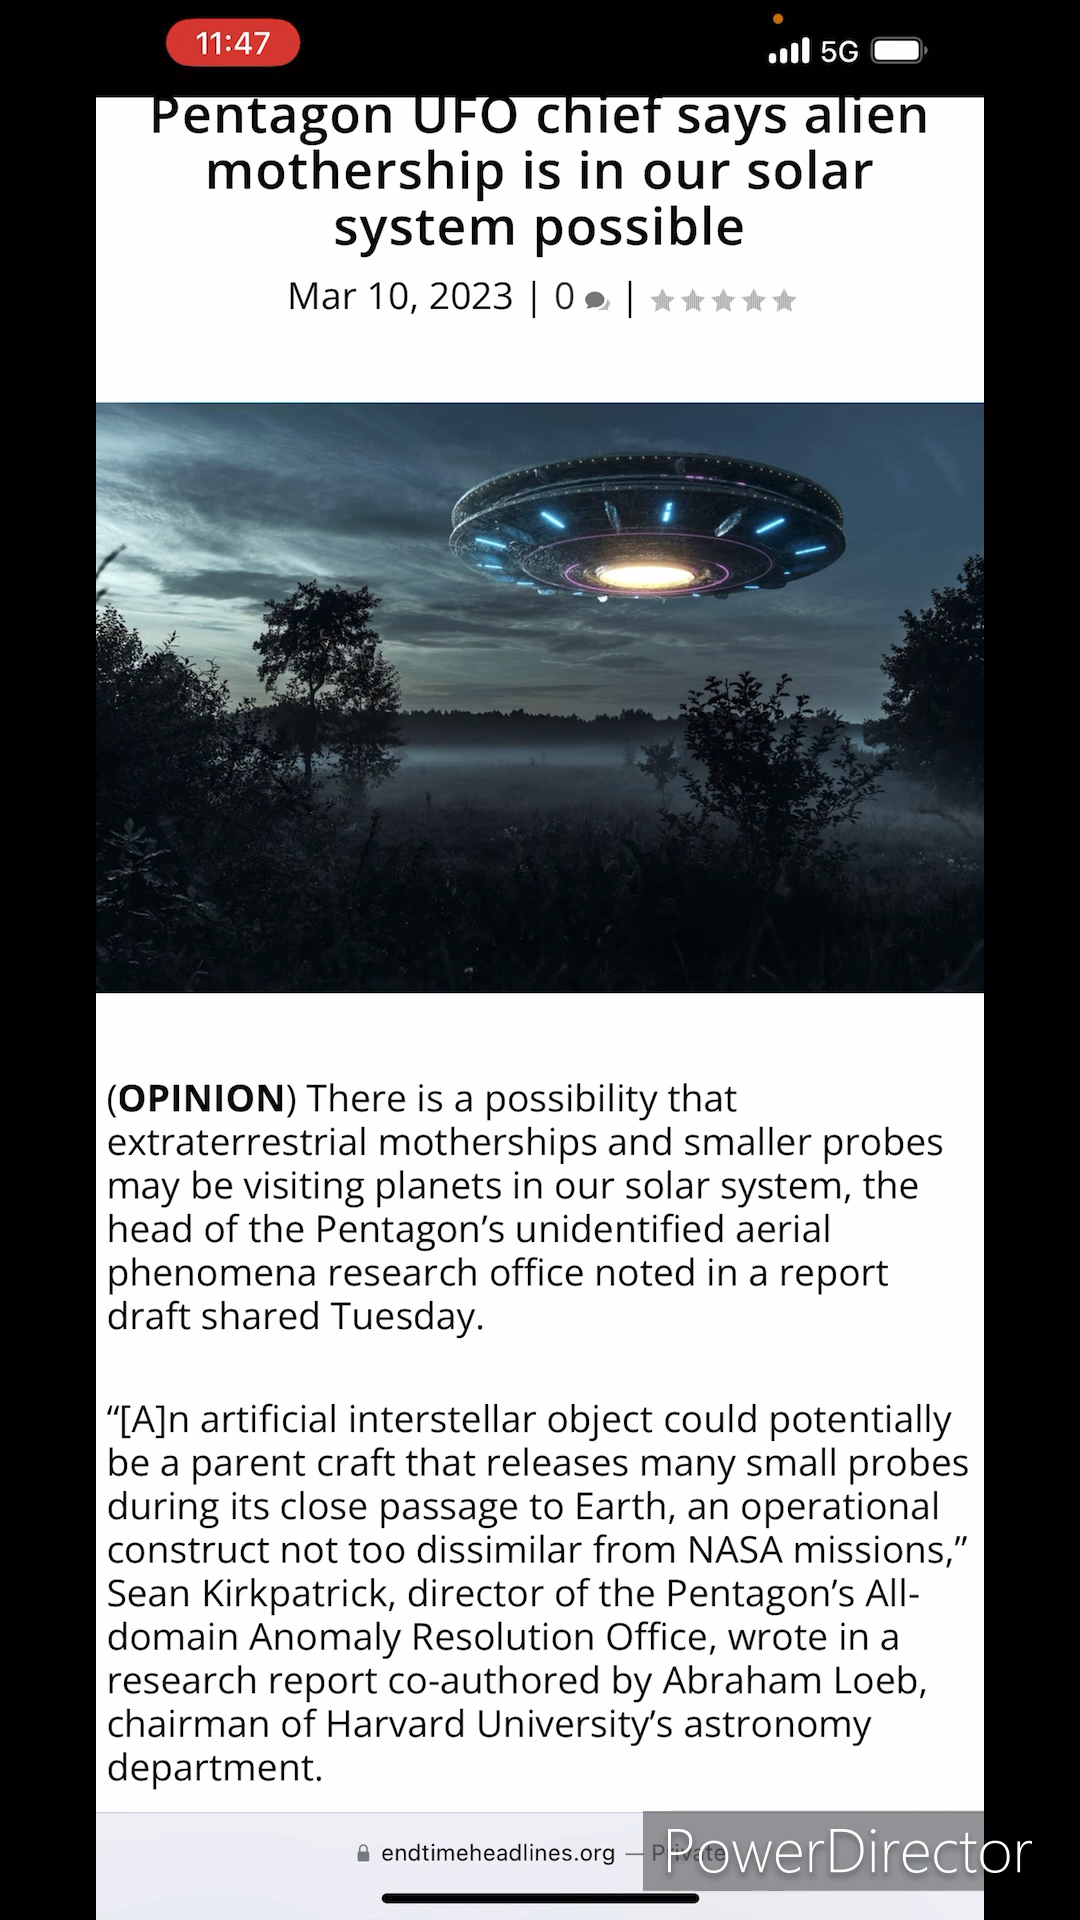 11:47
5G
Pentagon UFO chief says alien
mothership is in our solar
system possible
Mar 10, 2023 | 0 |
(OPINION) There is a possibility that
extraterrestrial motherships and smaller probes
may be visiting planets in our solar system, the
head of the Pentagon’s unidentified aerial
phenomena research office noted in a report
draft shared Tuesday.
“[A]n artificial interstellar object could potentially
be a parent craft that releases many small probes
during its close passage to Earth, an operational
construct not too dissimilar from NASA missions,”
Sean Kirkpatrick, director of the Pentagon’s All-
domain Anomaly Resolution Office, wrote in a
research report co-authored by Abraham Loeb,
chairman of Harvard University’s astronomy
department.
endtimeheadlines.org — Private
PowerDirector